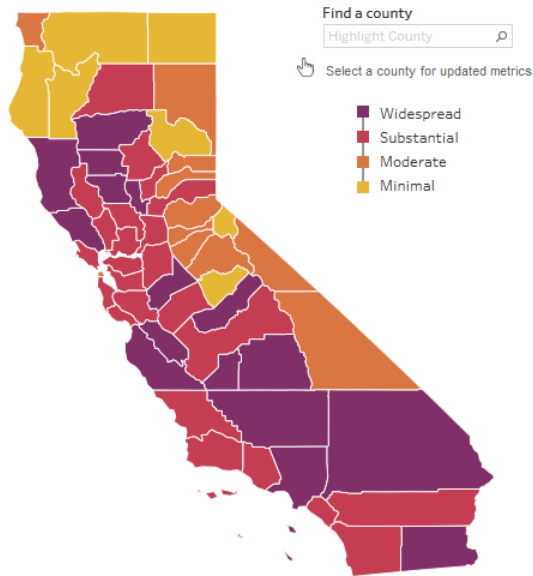 Find a county
Highlight County
Select a county for updated metrics
Widespread
Substantial
Moderate
Minimal